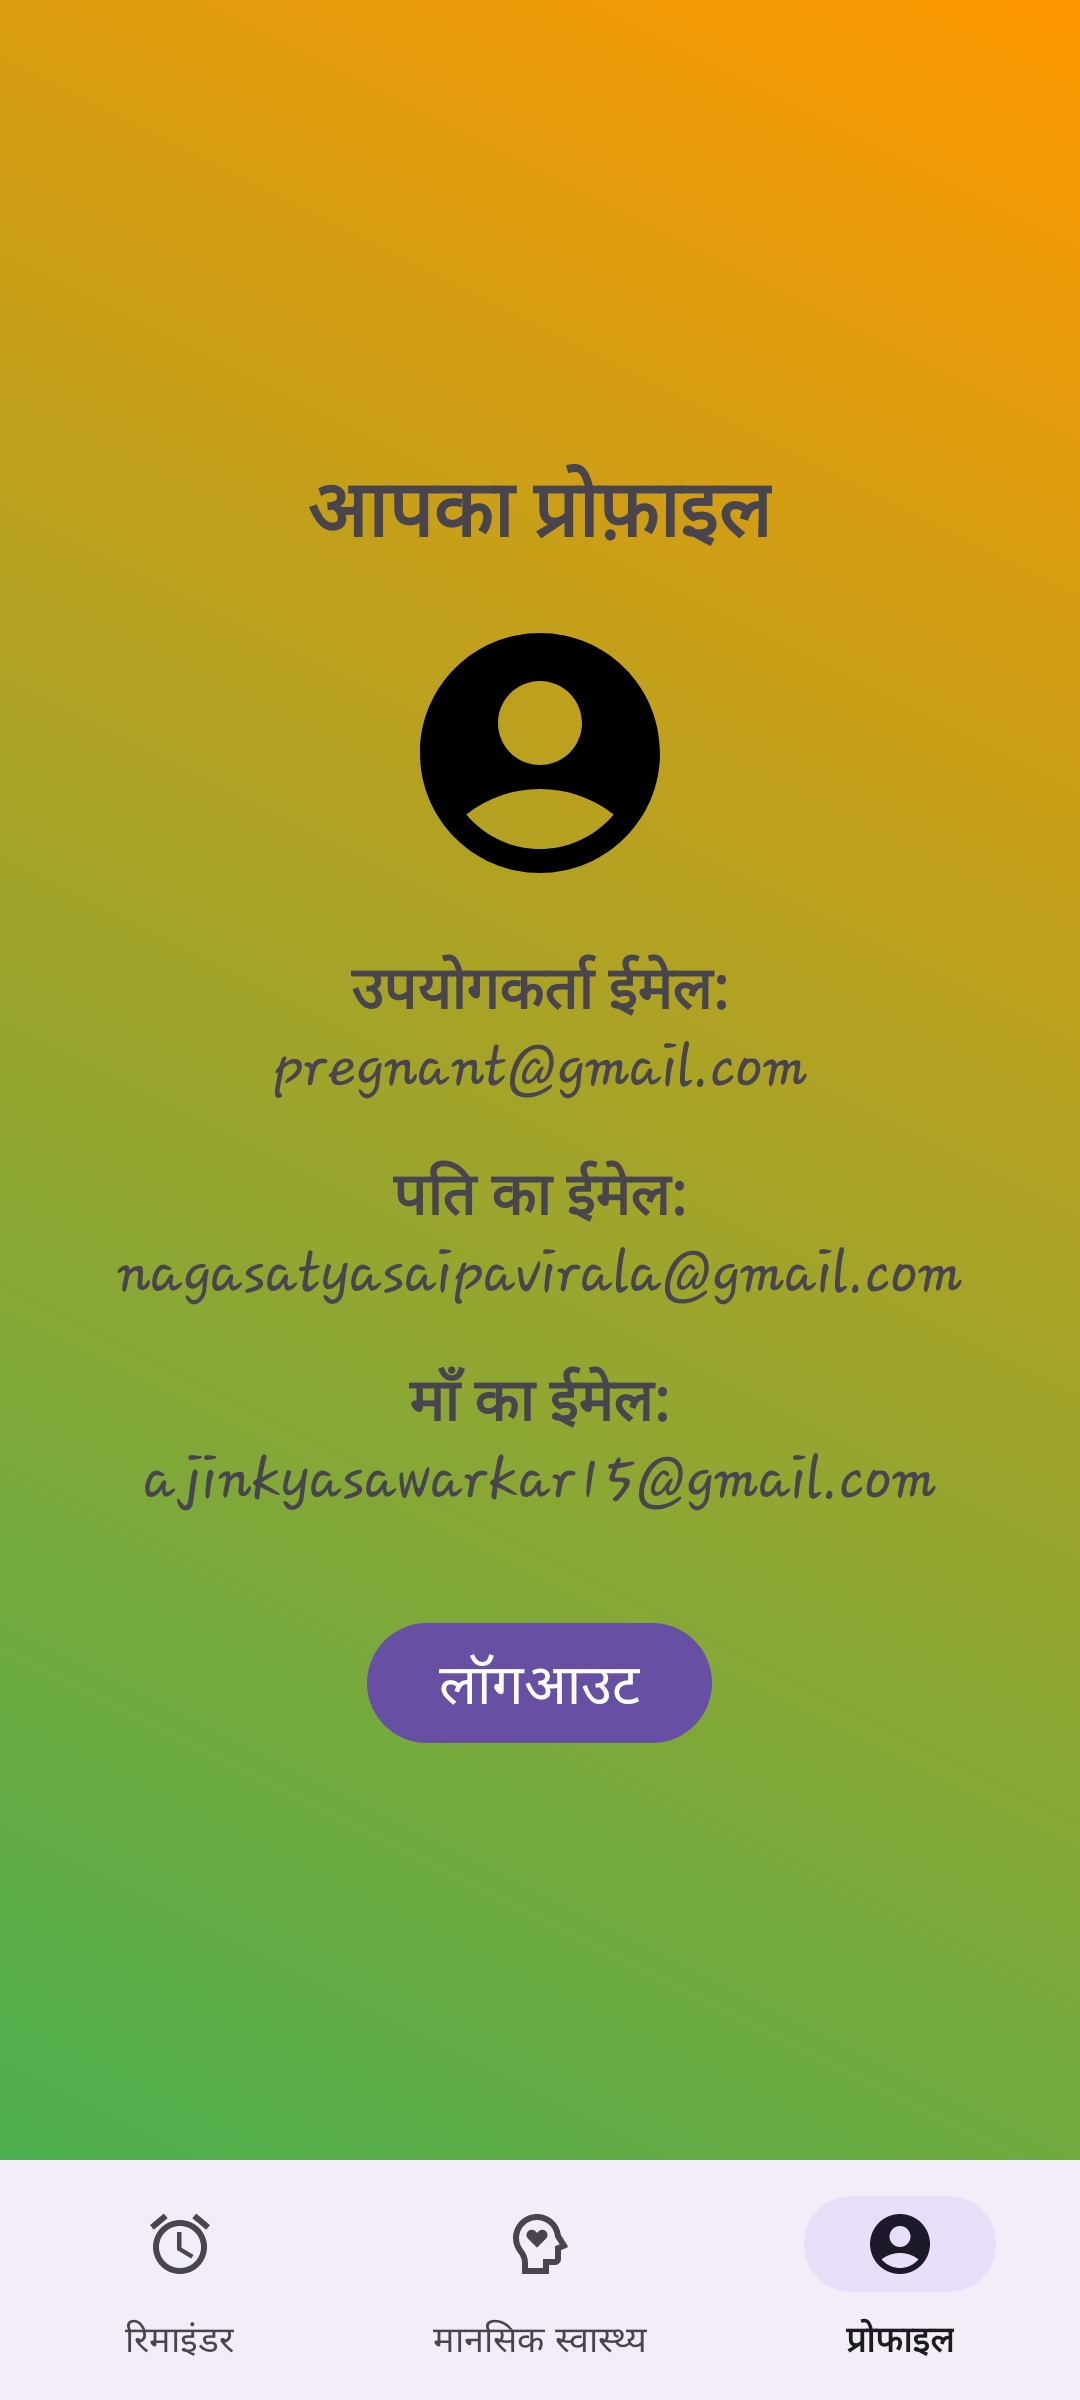 आपका प्रोफ़ाइल
उपयोगकर्ता ईमेल:
pregnant@gmail.com
पति का ईमेल:
nagasatyasaipavirala@gmail.com
माँ का ईमेल:
ajinkyasawarkar15@gmail.com
लॉगआउट
रिमाइंडर
मानसिक स्वास्थ्य
प्रोफाइल